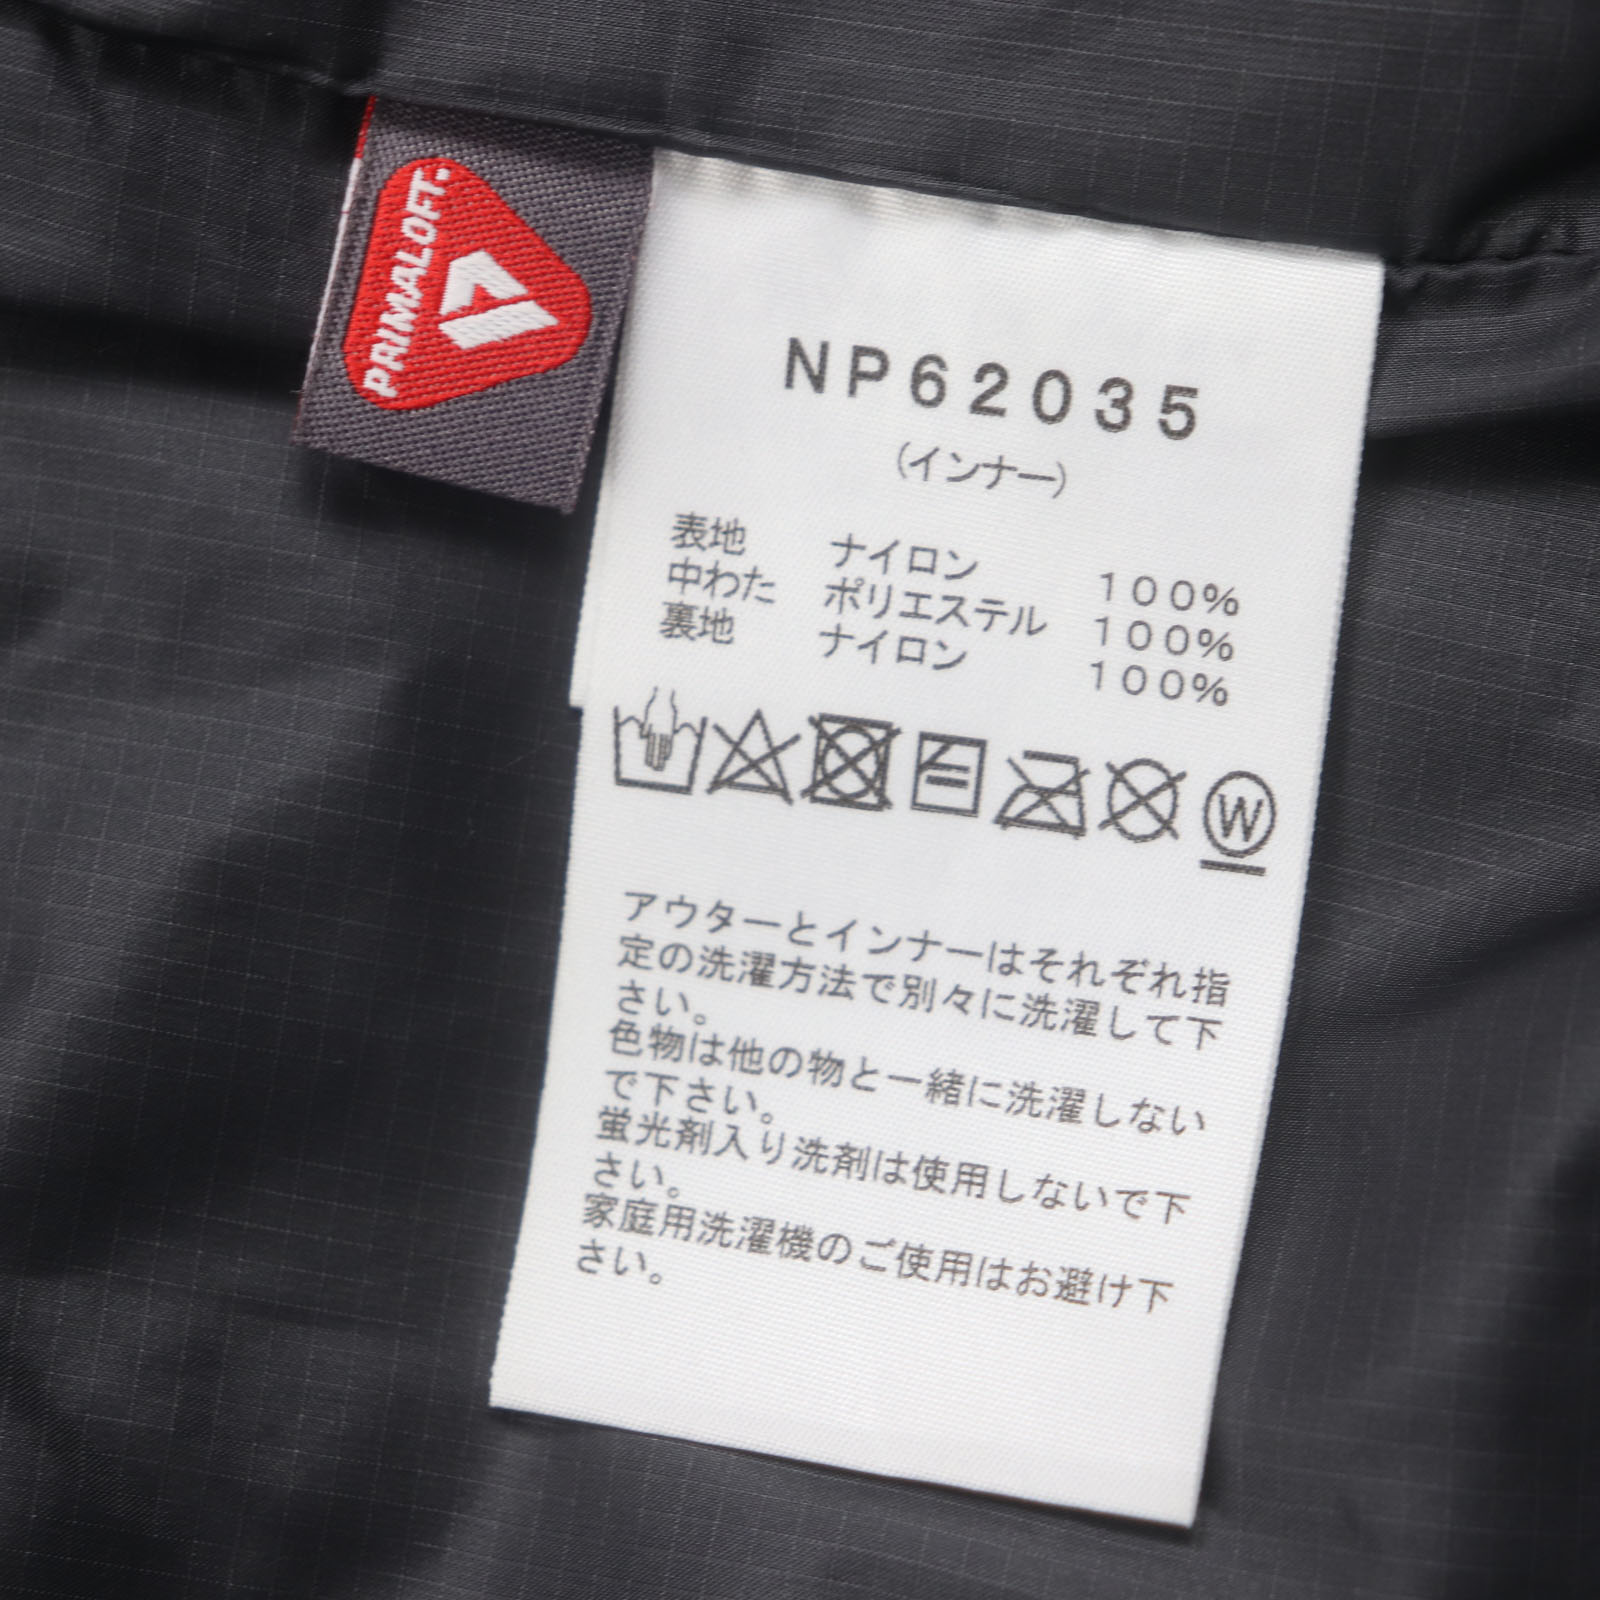 PRIMALOFT
NP62035
(インナー)
表地 ナイロン 100%
中わた ポリエステル 100%
裏地 ナイロン 100%
W
アウターとインナーはそれぞれ指
定の洗濯方法で別々に洗濯して下
さい。
色物は他の物と一緒に洗濯しない
で下さい。
蛍光剤入り洗剤は使用しないで下
さい。
家庭用洗濯機のご使用はお避け下
さい。